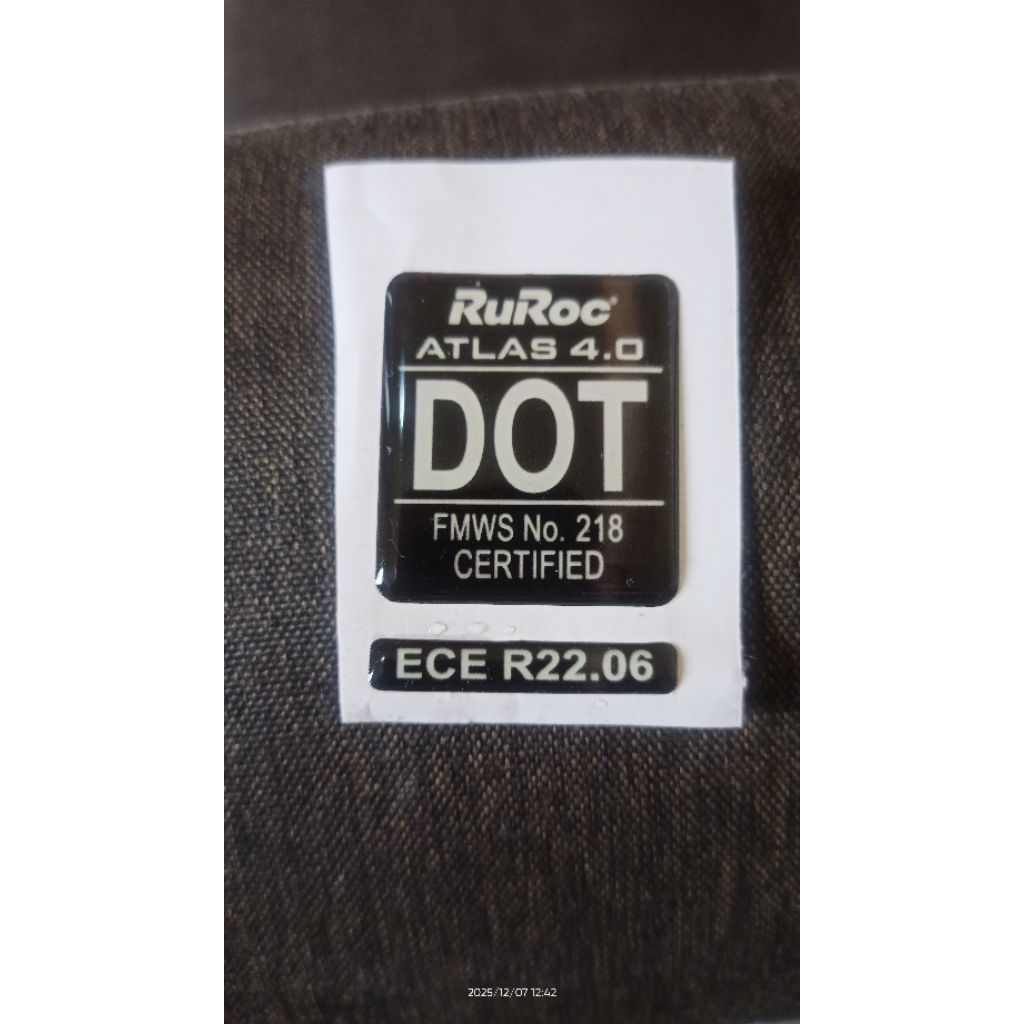 RuRoc
ATLAS 4.0
DOT
FMWS No. 218
CERTIFIED
ECE R22.06
2025/12/07 12:42